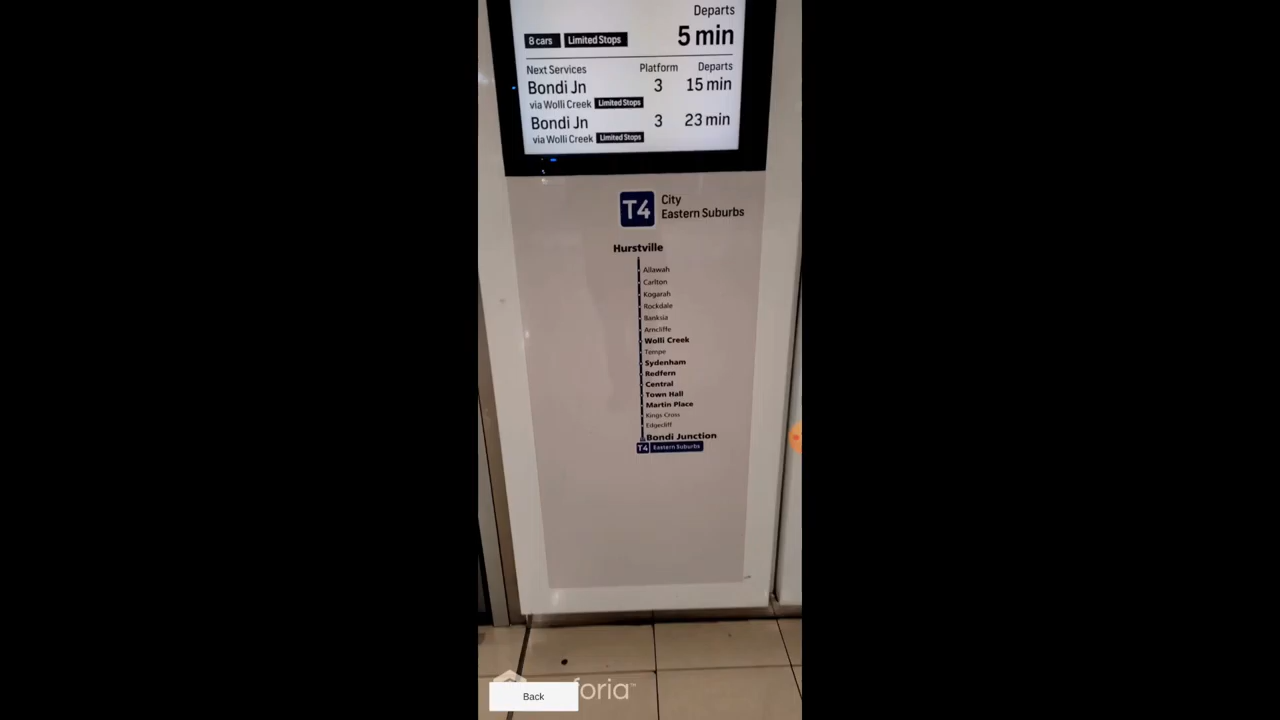 Departs
8 cars Limited Stops 5 min
Next Services Platform Departs
Bondi Jn 3 15 min
via Wolli Creek Limited Stops
Bondi Jn 3 23 min
via Wolli Creek Limited Stops
T4 City
Eastern Suburbs
Hurstville
Allawah
Carlton
Kogarah
Rockdale
Banksia
Arncliffe
Wolli Creek
Tempe
Sydenham
Redfern
Central
Town Hall
Martin Place
Kings Cross
Edgecliff
Bondi Junction
T4 Eastern Suburbs
Back